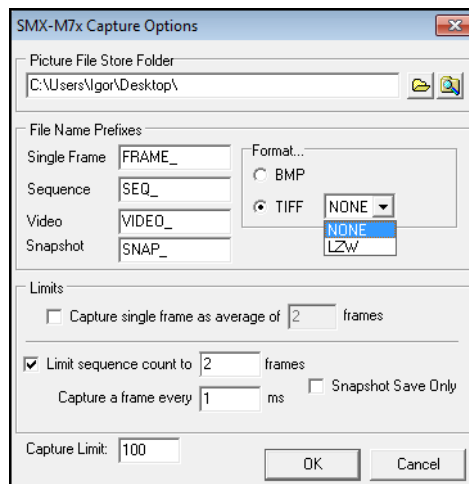 SMX-M7x Capture Options
Picture File Store Folder
C:\Users\Igor\Desktop\
File Name Prefixes
Single Frame FRAME_
Sequence SEQ_
Video VIDEO_
Snapshot SNAP_
Format...
BMP
TIFF NONE
NONE
LZW
Limits
Capture single frame as average of 2 frames
Limit sequence count to 2 frames
Capture a frame every 1 ms
Snapshot Save Only
Capture Limit: 100
OK Cancel